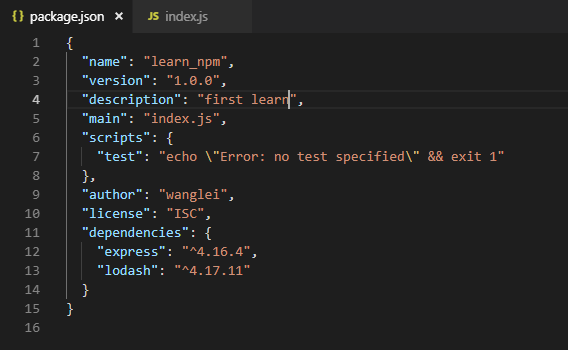 { } package.json × JS index.js
1 {
2   "name": "learn_npm",
3   "version": "1.0.0",
4   "description": "first learn",
5   "main": "index.js",
6   "scripts": {
7     "test": "echo \"Error: no test specified\" && exit 1"
8   },
9   "author": "wanglei",
10   "license": "ISC",
11   "dependencies": {
12     "express": "^4.16.4",
13     "lodash": "^4.17.11"
14   }
15 }
16